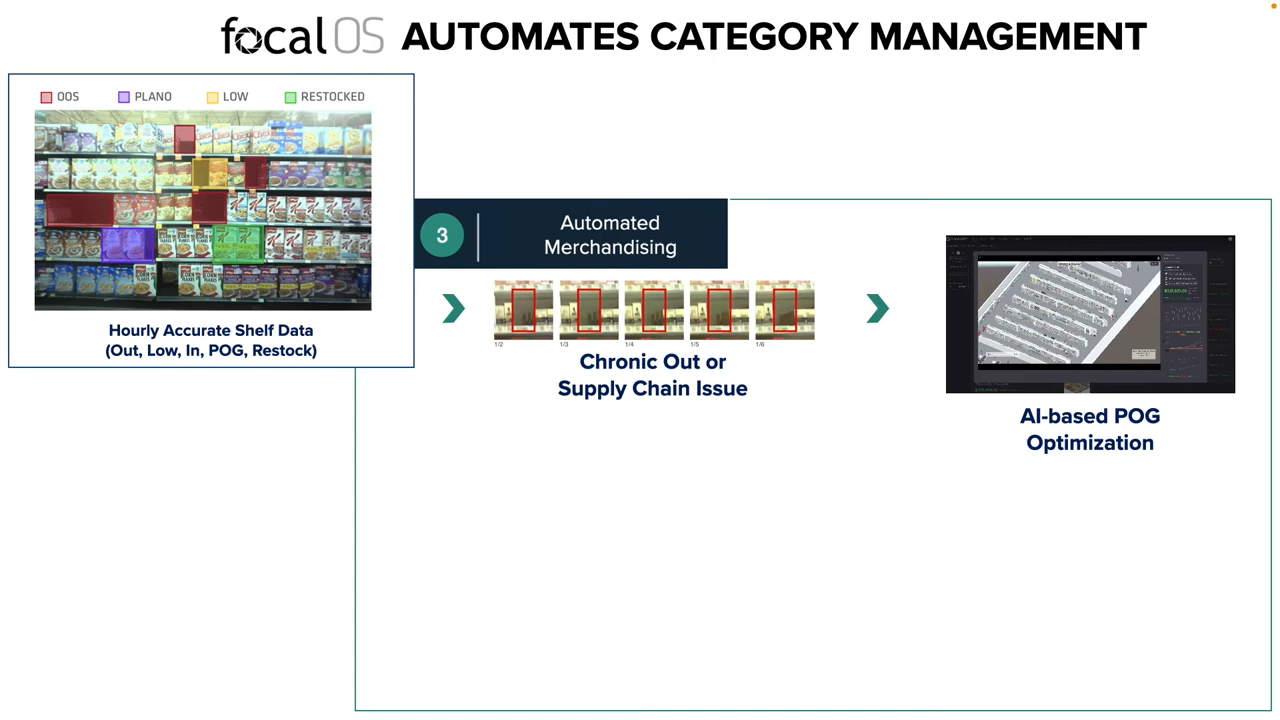 focal OS AUTOMATES CATEGORY MANAGEMENT
OOS PLANO LOW RESTOCKED
Hourly Accurate Shelf Data
(Out, Low, In, POG, Restock)
3
Automated
Merchandising
1/2 1/3 1/4 1/5 1/6
Chronic Out or
Supply Chain Issue
AI-based POG
Optimization